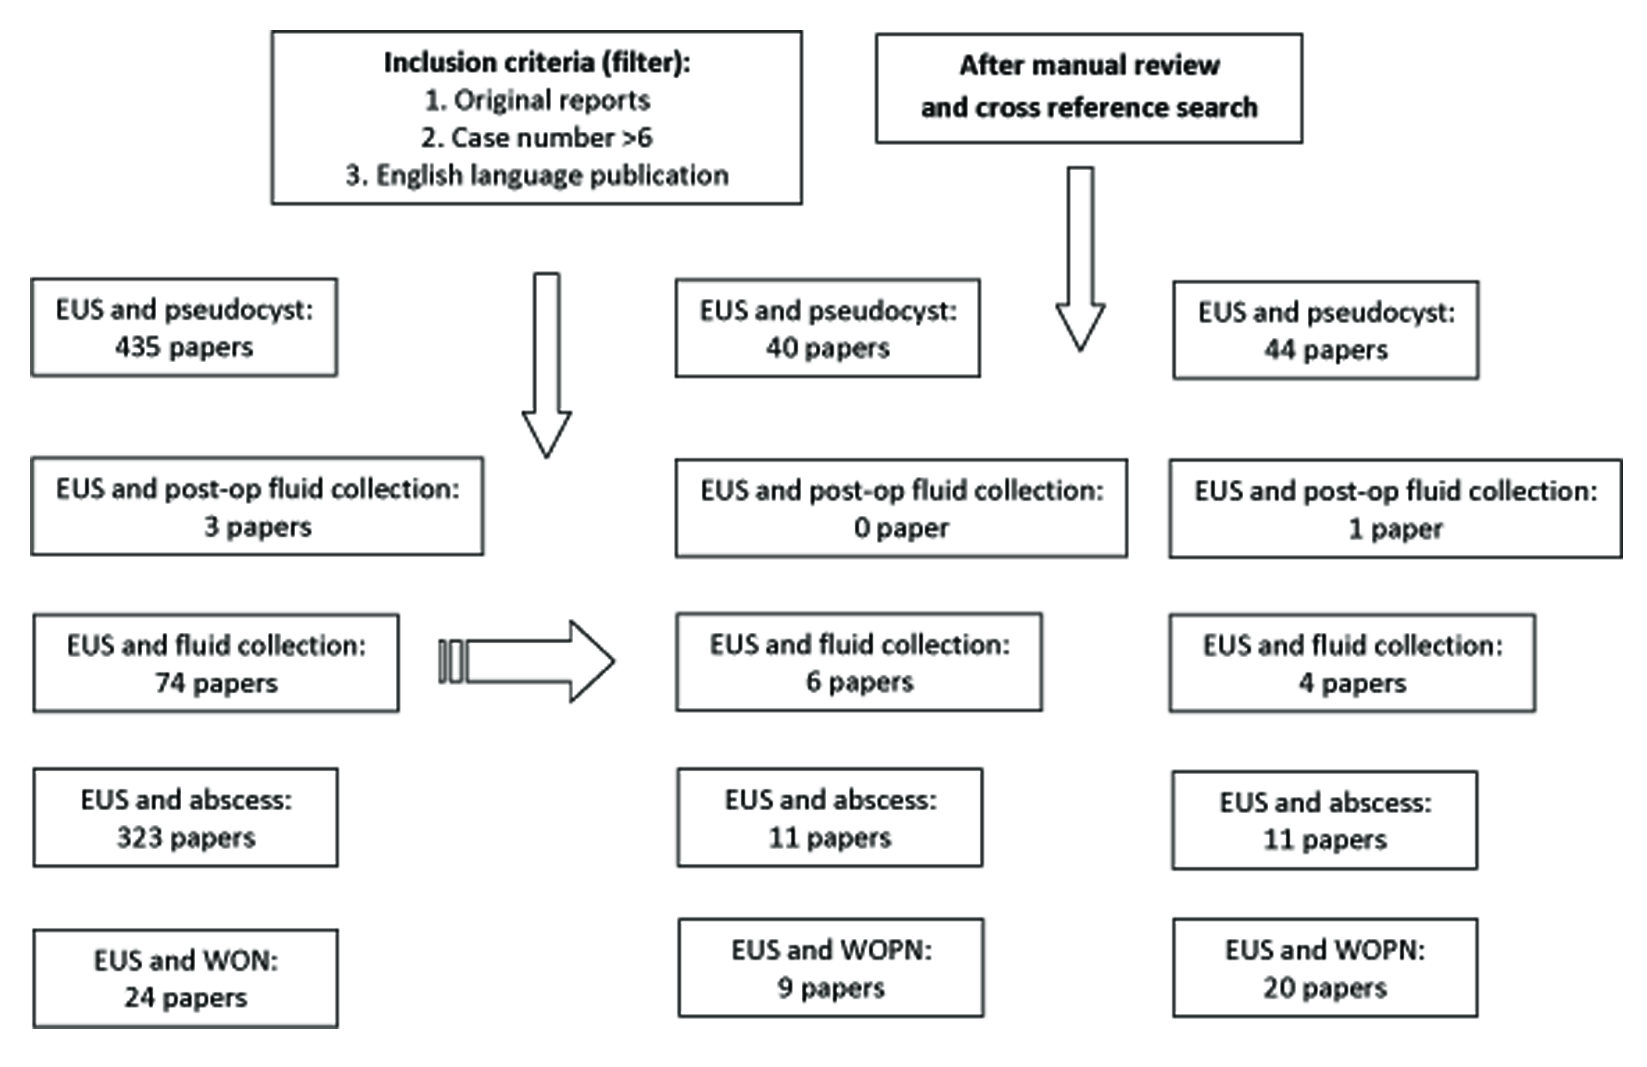 Inclusion criteria (filter):
1. Original reports
2. Case number >6
3. English language publication
After manual review
and cross reference search
EUS and pseudocyst:
435 papers
EUS and pseudocyst:
40 papers
EUS and pseudocyst:
44 papers
EUS and post-op fluid collection:
3 papers
EUS and post-op fluid collection:
0 paper
EUS and post-op fluid collection:
1 paper
EUS and fluid collection:
74 papers
EUS and fluid collection:
6 papers
EUS and fluid collection:
4 papers
EUS and abscess:
323 papers
EUS and abscess:
11 papers
EUS and abscess:
11 papers
EUS and WON:
24 papers
EUS and WOPN:
9 papers
EUS and WOPN:
20 papers